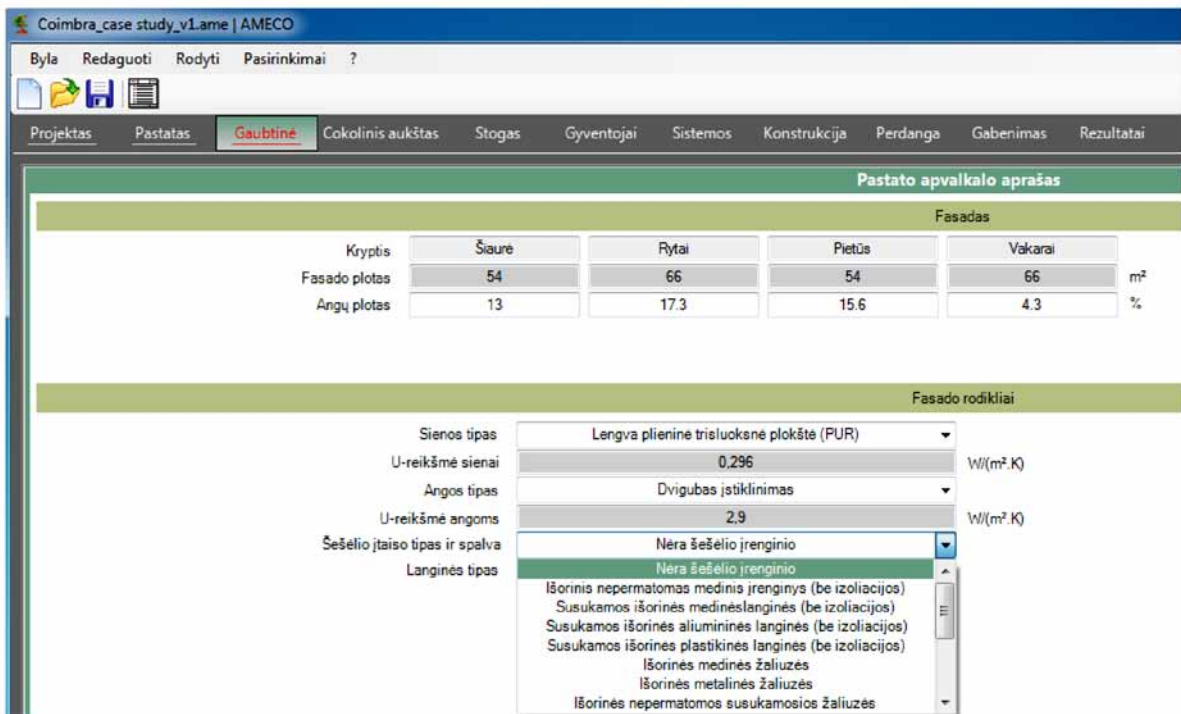 Coimbra_case study_v1.ame | AMECO
Byla Redaguoti Rodyti Pasirinkimai ?
Projektas Pastatas Gaubtinė Cokolinis aukštas Stogas Gyventojai Sistemos Konstrukcija Perdanga Gabenimas Rezultatai
Pastato apvalkalo aprašas
Fasadas
Kryptis Šiaurė Rytai Pietūs Vakarai
Fasado plotas 54 66 54 66 m²
Angų plotas 13 17.3 15.6 4.3 %
Fasado rodikliai
Sienos tipas Lengva plieninė trisluoksnė plokštė (PUR)
U-reikšmė sienai 0,296 W/(m².K)
Angos tipas Dvigubas įstiklinimas
U-reikšmė angoms 2,9 W/(m².K)
Šešėlio įtaiso tipas ir spalva Nėra šešėlio įrenginio
Langinės tipas Nėra šešėlio įrenginio
Išorinis nepermatomas medinis įrenginys (be izoliacijos)
Susukamos išorinės medinėslanginės (be izoliacijos)
Susukamos išorinės aliumininės langinės (be izoliacijos)
Susukamos išorinės plastikinės langinės (be izoliacijos)
Išorinės medinės žaliuzės
Išorinės metalinės žaliuzės
Išorinės nepermatomos susukamosios žaliuzės